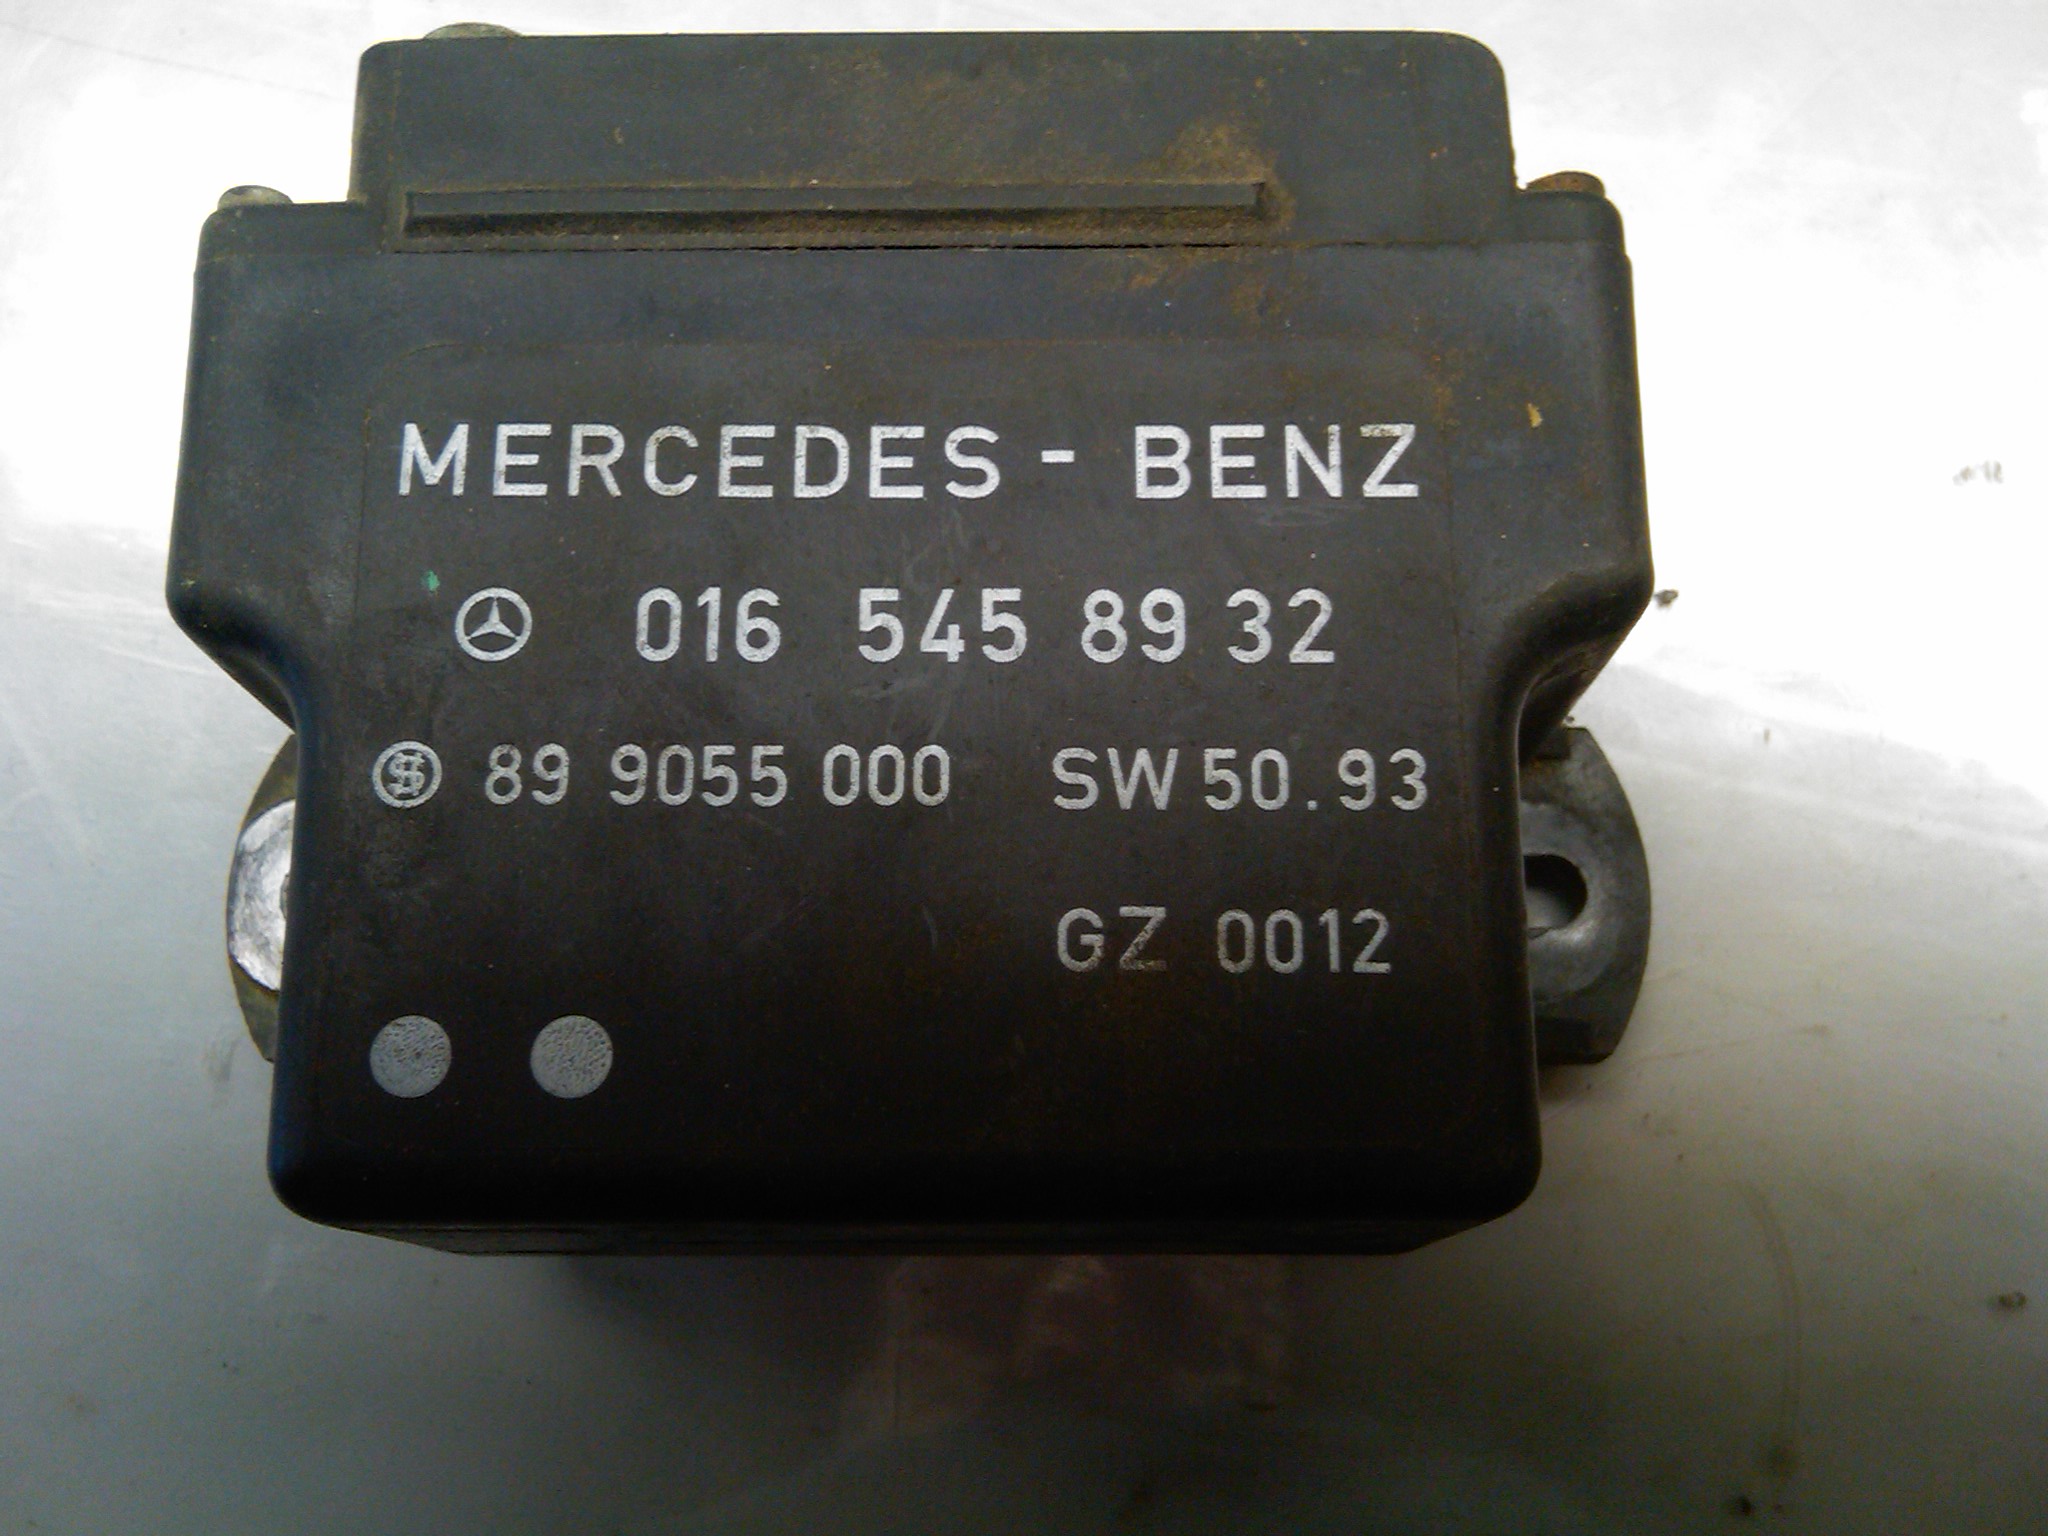 MERCEDES - BENZ
016 545 89 32
89 9055 000 SW 50.93
GZ 0012